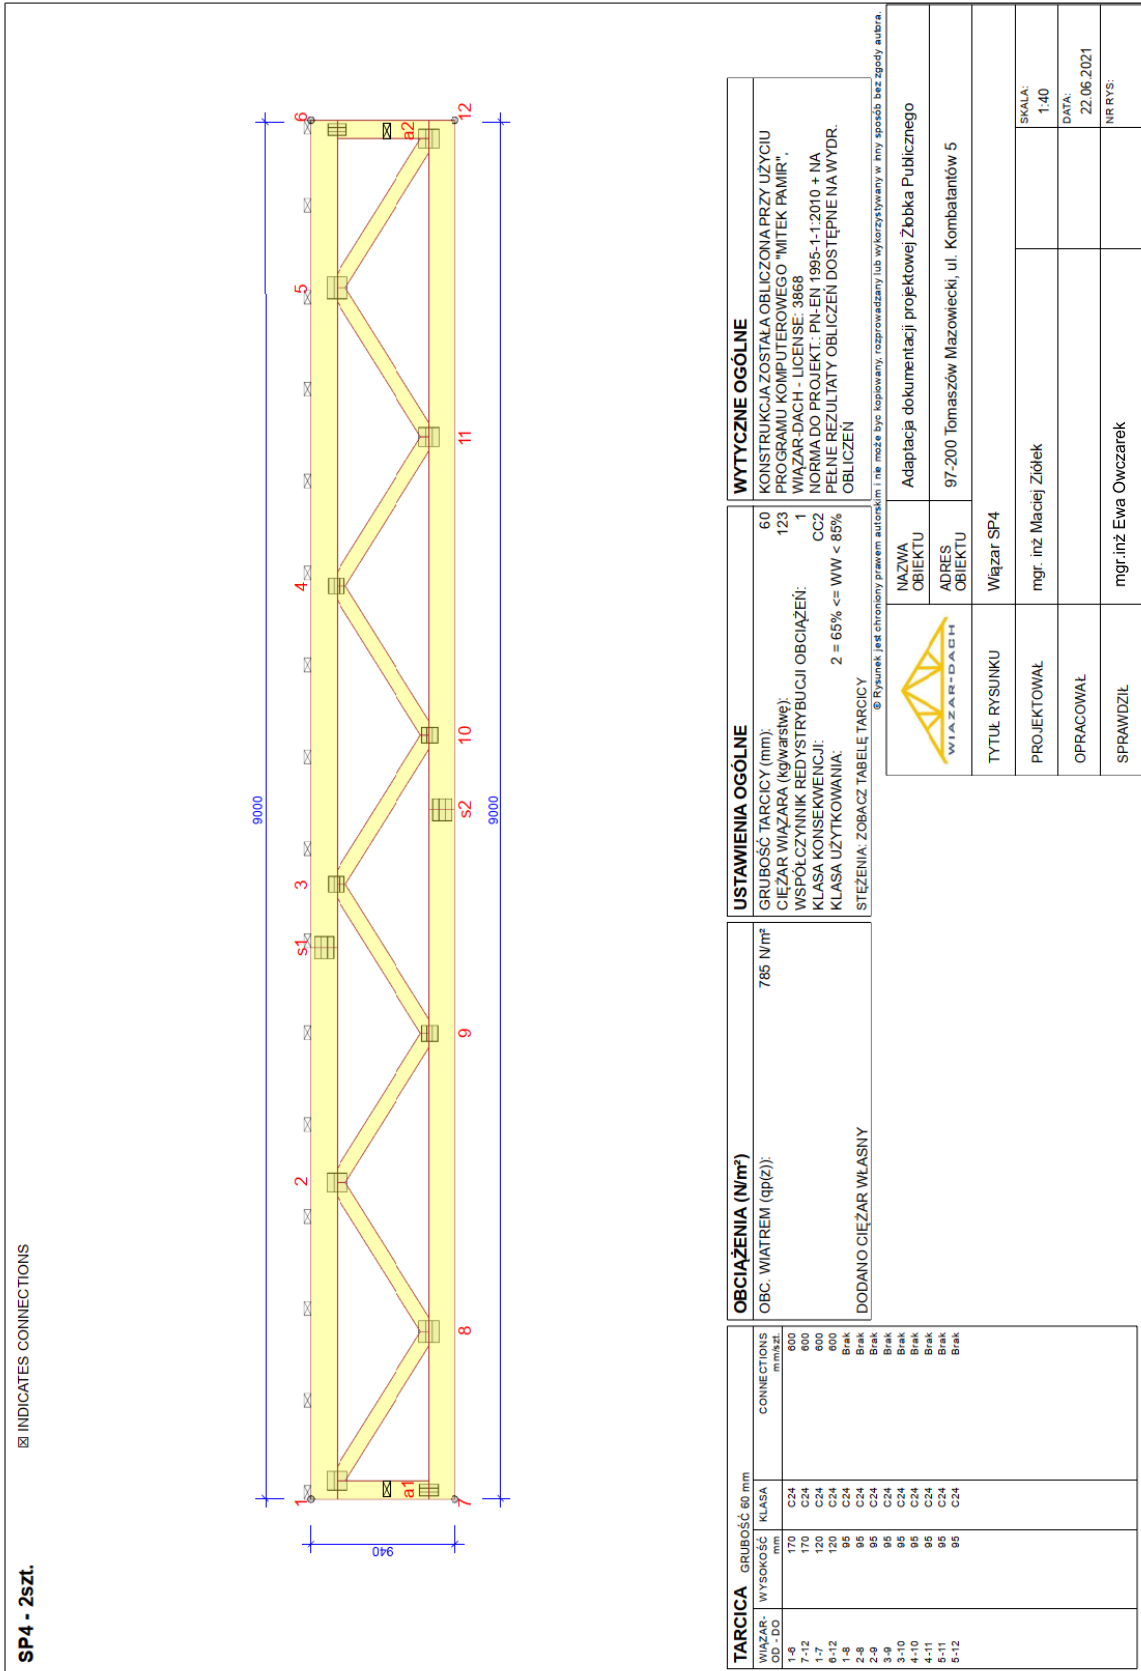 SP4 - 2szt.
☒ INDICATES CONNECTIONS
9000
1
s1
2
3
4
5
6
940
a1
a2
7
8
9
s2
10
11
12
9000
TARCICA GRUBOŚĆ 60 mm
WIĄZAR- OD - DO WYSOKOŚĆ mm KLASA CONNECTIONS mm/szt.
1-6 170 C24 600
7-12 170 C24 600
1-7 120 C24 600
6-12 120 C24 600
1-8 95 C24 Brak
2-8 95 C24 Brak
2-9 95 C24 Brak
3-9 95 C24 Brak
3-10 95 C24 Brak
4-10 95 C24 Brak
4-11 95 C24 Brak
5-11 95 C24 Brak
5-12 95 C24 Brak
OBCIĄŻENIA (N/m²)
OBC. WIATREM (qp(z)): 785 N/m²
DODANO CIĘŻAR WŁASNY
USTAWIENIA OGÓLNE
GRUBOŚĆ TARCICY (mm): 60
CIĘŻAR WIĄZARA (kg/warstwę): 123
WSPÓŁCZYNNIK REDYSTRYBUCJI OBCIĄŻEŃ: 1
KLASA KONSEKWENCJI: CC2
KLASA UŻYTKOWANIA: 2 = 65% <= WW < 85%
STĘŻENIA: ZOBACZ TABELĘ TARCICY
WYTYCZNE OGÓLNE
KONSTRUKCJA ZOSTAŁA OBLICZONA PRZY UŻYCIU
PROGRAMU KOMPUTEROWEGO "MITEK PAMIR",
WIĄZAR-DACH - LICENSE: 3868
NORMA DO PROJEKT.: PN-EN 1995-1-1:2010 + NA
PEŁNE REZULTATY OBLICZEŃ DOSTĘPNE NA WYDR.
OBLICZEŃ
© Rysunek jest chroniony prawem autorskim i nie może byc kopiowany, rozprowadzany lub wykorzystywany w inny sposób bez zgody autora.
WIĄZAR-DACH
NAZWA OBIEKTU Adaptacja dokumentacji projektowej Żłobka Publicznego
ADRES OBIEKTU 97-200 Tomaszów Mazowiecki, ul. Kombatantów 5
TYTUŁ RYSUNKU Wiązar SP4
PROJEKTOWAŁ mgr. inż Maciej Ziółek
SKALA: 1:40
OPRACOWAŁ
DATA: 22.06.2021
SPRAWDZIŁ mgr.inż Ewa Owczarek
NR RYS: